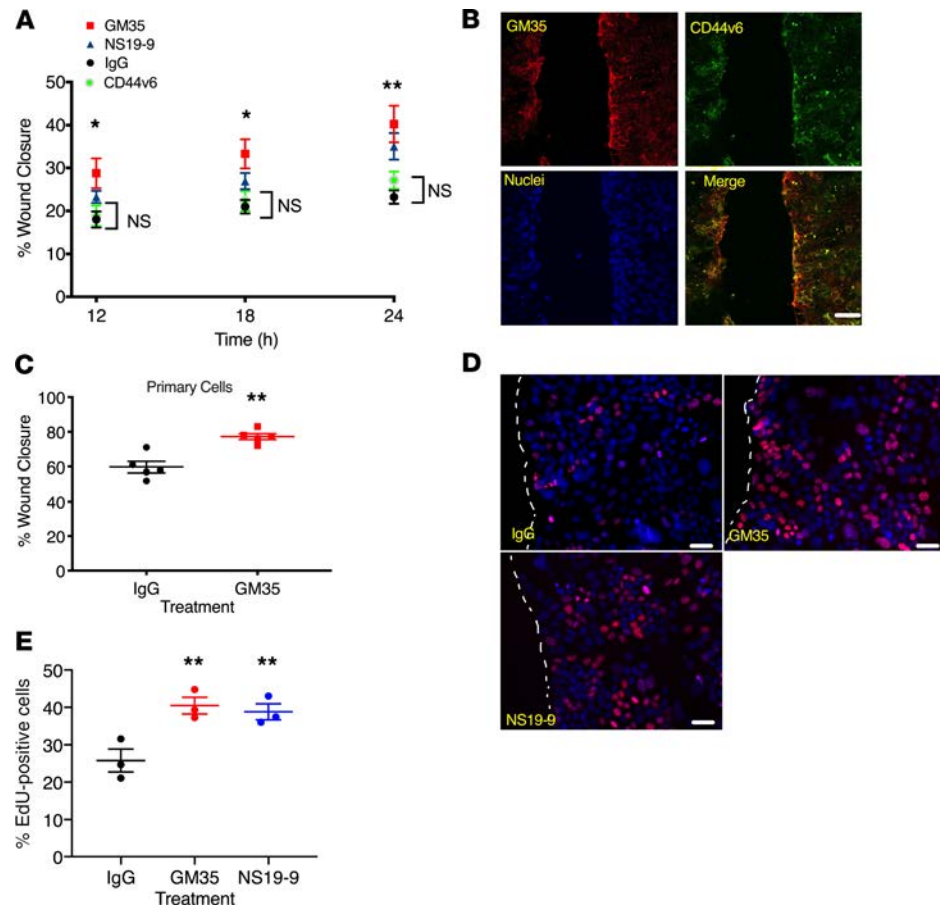 A
GM35
NS19-9
IgG
CD44v6
% Wound Closure
50
40
30
20
10
0
*
*
**
NS
NS
NS
12
18
24
Time (h)
B
GM35
CD44v6
Nuclei
Merge
C
Primary Cells
**
% Wound Closure
100
80
60
40
20
0
IgG
GM35
Treatment
D
IgG
GM35
NS19-9
E
% EdU-positive cells
50
40
30
20
10
0
**
**
IgG
GM35
NS19-9
Treatment